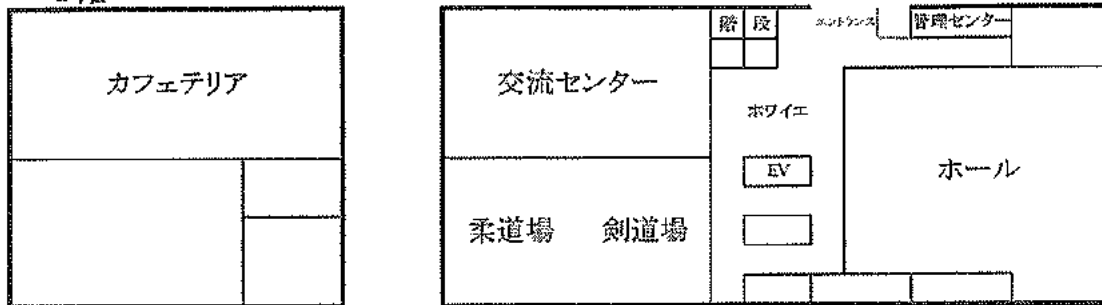 カフェテリア
交流センター
階 段
エントランス
管理センター
ホワイエ
EV
ホール
柔道場 剣道場